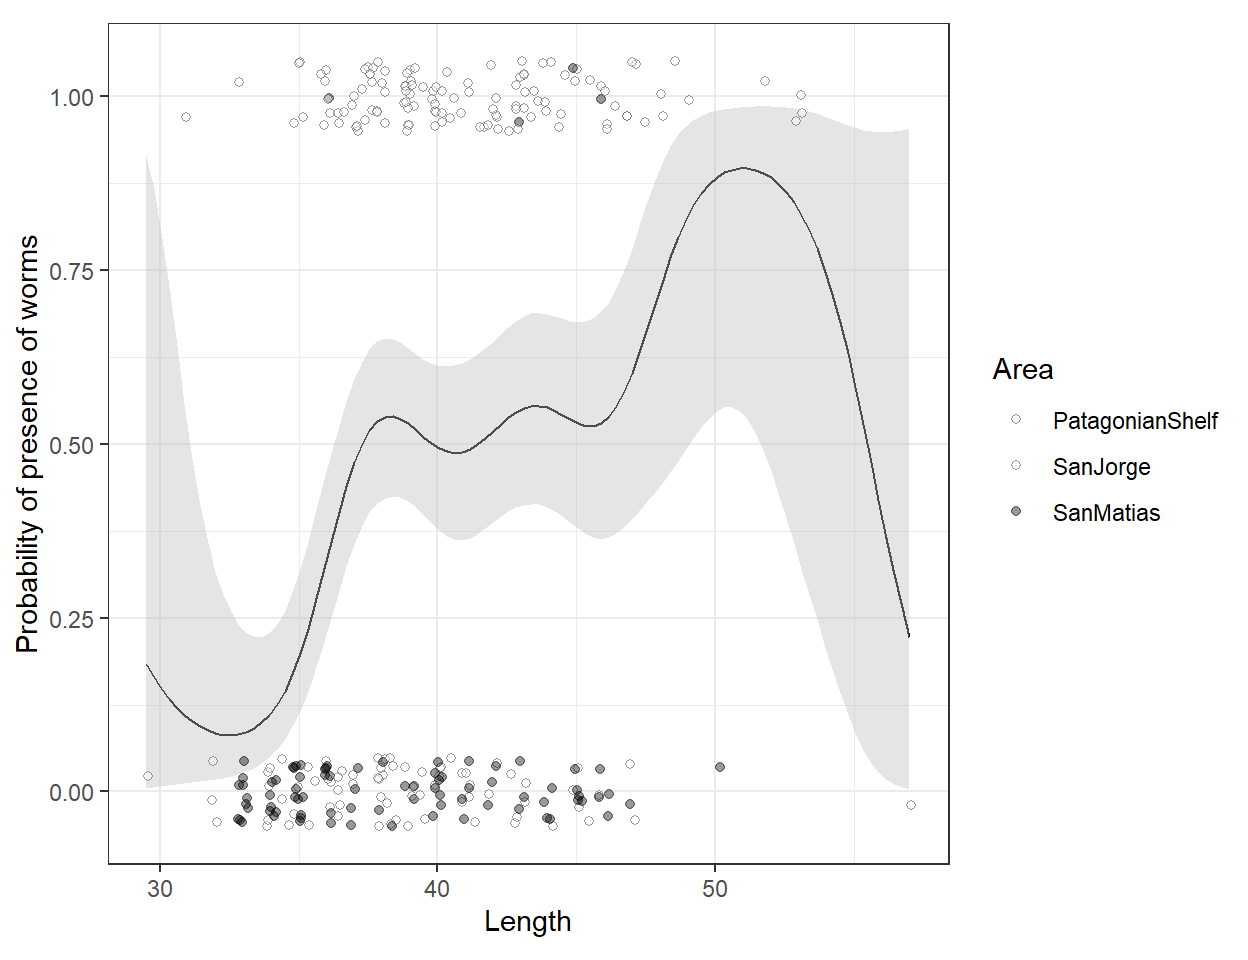 Probability of presence of worms
1.00
0.75
0.50
0.25
0.00
30
40
50
Length
Area
PatagonianShelf
SanJorge
SanMatias